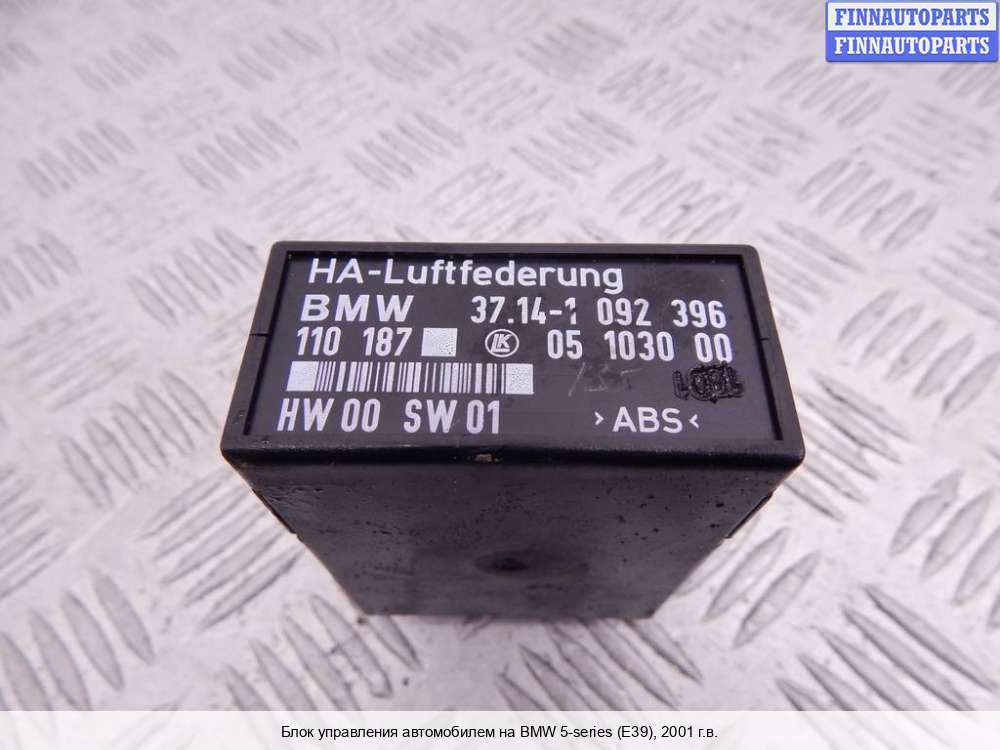 FINNAUTOPARTS
FINNAUTOPARTS
HA-Luftfederung
BMW 37.14-1 092 396
110 187 LK 05 1030 00
HW 00 SW 01 >ABS<
Блок управления автомобилем на BMW 5-series (E39), 2001 г.в.